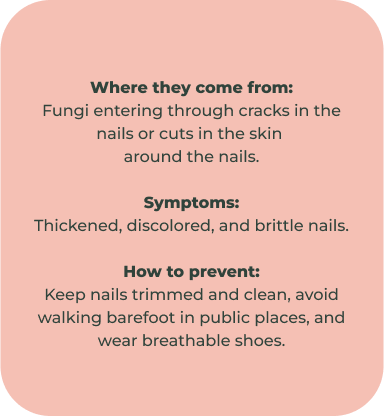 Where they come from:
Fungi entering through cracks in the
nails or cuts in the skin
around the nails.
Symptoms:
Thickened, discolored, and brittle nails.
How to prevent:
Keep nails trimmed and clean, avoid
walking barefoot in public places, and
wear breathable shoes.